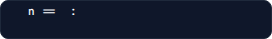 n == :